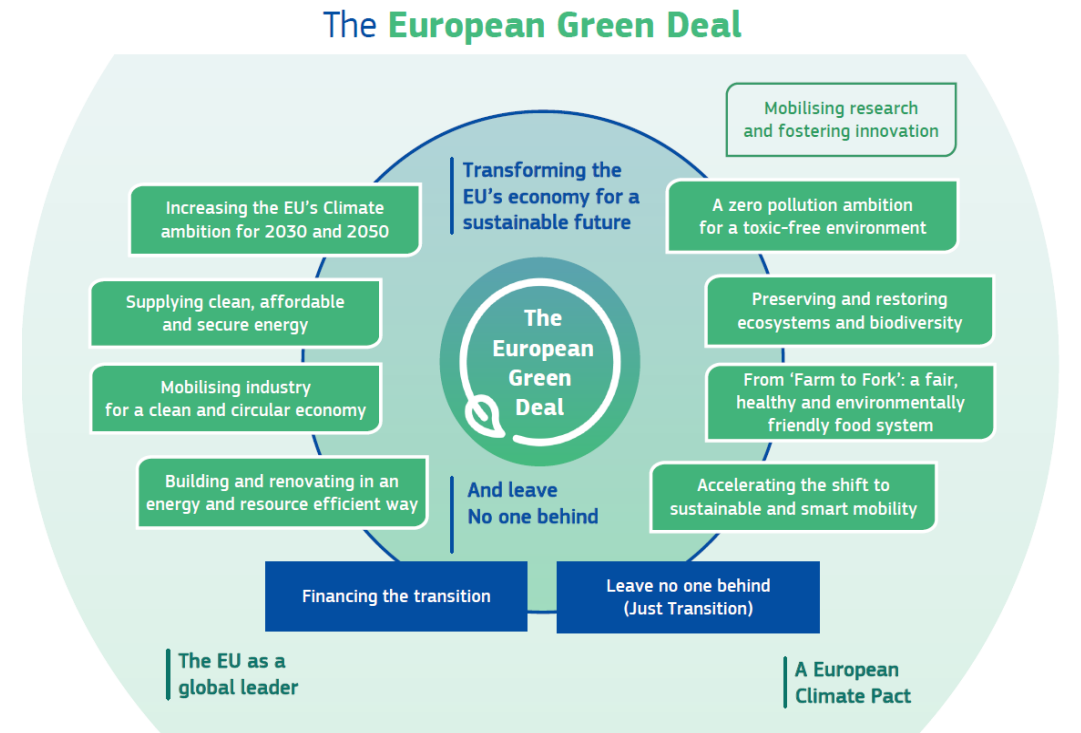 The European Green Deal
Mobilising research
and fostering innovation
Transforming the
EU's economy for a
sustainable future
Increasing the EU's Climate
ambition for 2030 and 2050
A zero pollution ambition
for a toxic-free environment
Supplying clean, affordable
and secure energy
Preserving and restoring
ecosystems and biodiversity
The
European
Green
Deal
Mobilising industry
for a clean and circular economy
From ‘Farm to Fork’: a fair,
healthy and environmentally
friendly food system
Building and renovating in an
energy and resource efficient way
And leave
No one behind
Accelerating the shift to
sustainable and smart mobility
Financing the transition
Leave no one behind
(Just Transition)
The EU as a
global leader
A European
Climate Pact